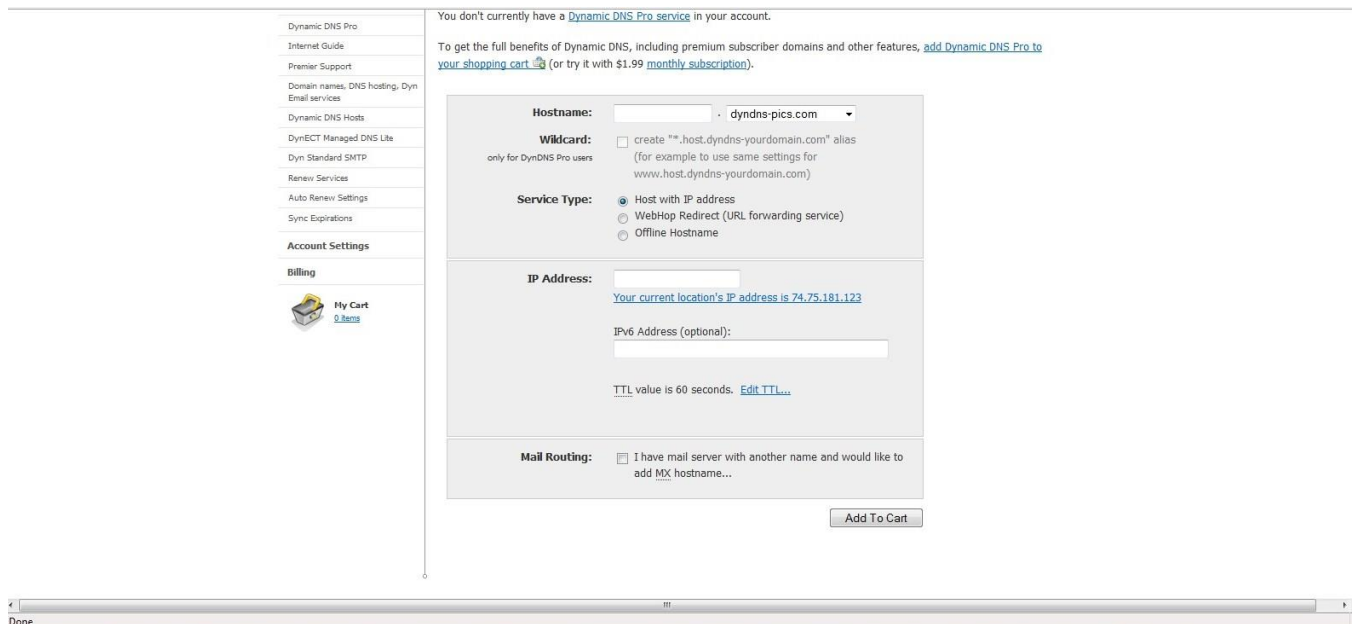 Dynamic DNS Pro
Internet Guide
Premier Support
Domain names, DNS hosting, Dyn
Email services
Dynamic DNS Hosts
DynECT Managed DNS Lite
Dyn Standard SMTP
Renew Services
Auto Renew Settings
Sync Expirations
Account Settings
Billing
My Cart
0 items
You don't currently have a Dynamic DNS Pro service in your account.
To get the full benefits of Dynamic DNS, including premium subscriber domains and other features, add Dynamic DNS Pro to
your shopping cart (or try it with $1.99 monthly subscription).
Hostname: . dyndns-pics.com
Wildcard: create "*.host.dyndns-yourdomain.com" alias
only for DynDNS Pro users (for example to use same settings for
www.host.dyndns-yourdomain.com)
Service Type: Host with IP address
WebHop Redirect (URL forwarding service)
Offline Hostname
IP Address:
Your current location's IP address is 74.75.181.123
IPv6 Address (optional):
TTL value is 60 seconds. Edit TTL...
Mail Routing: I have mail server with another name and would like to
add MX hostname...
Add To Cart
Done